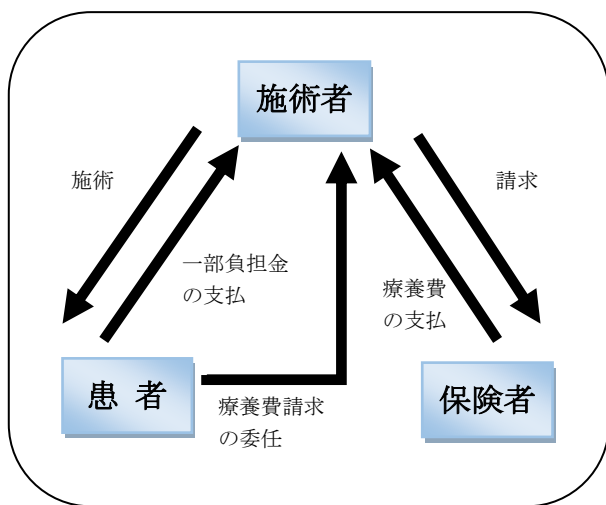 施術者
施術
請求
一部負担金
の支払
療養費
の支払
患 者
保険者
療養費請求
の委任